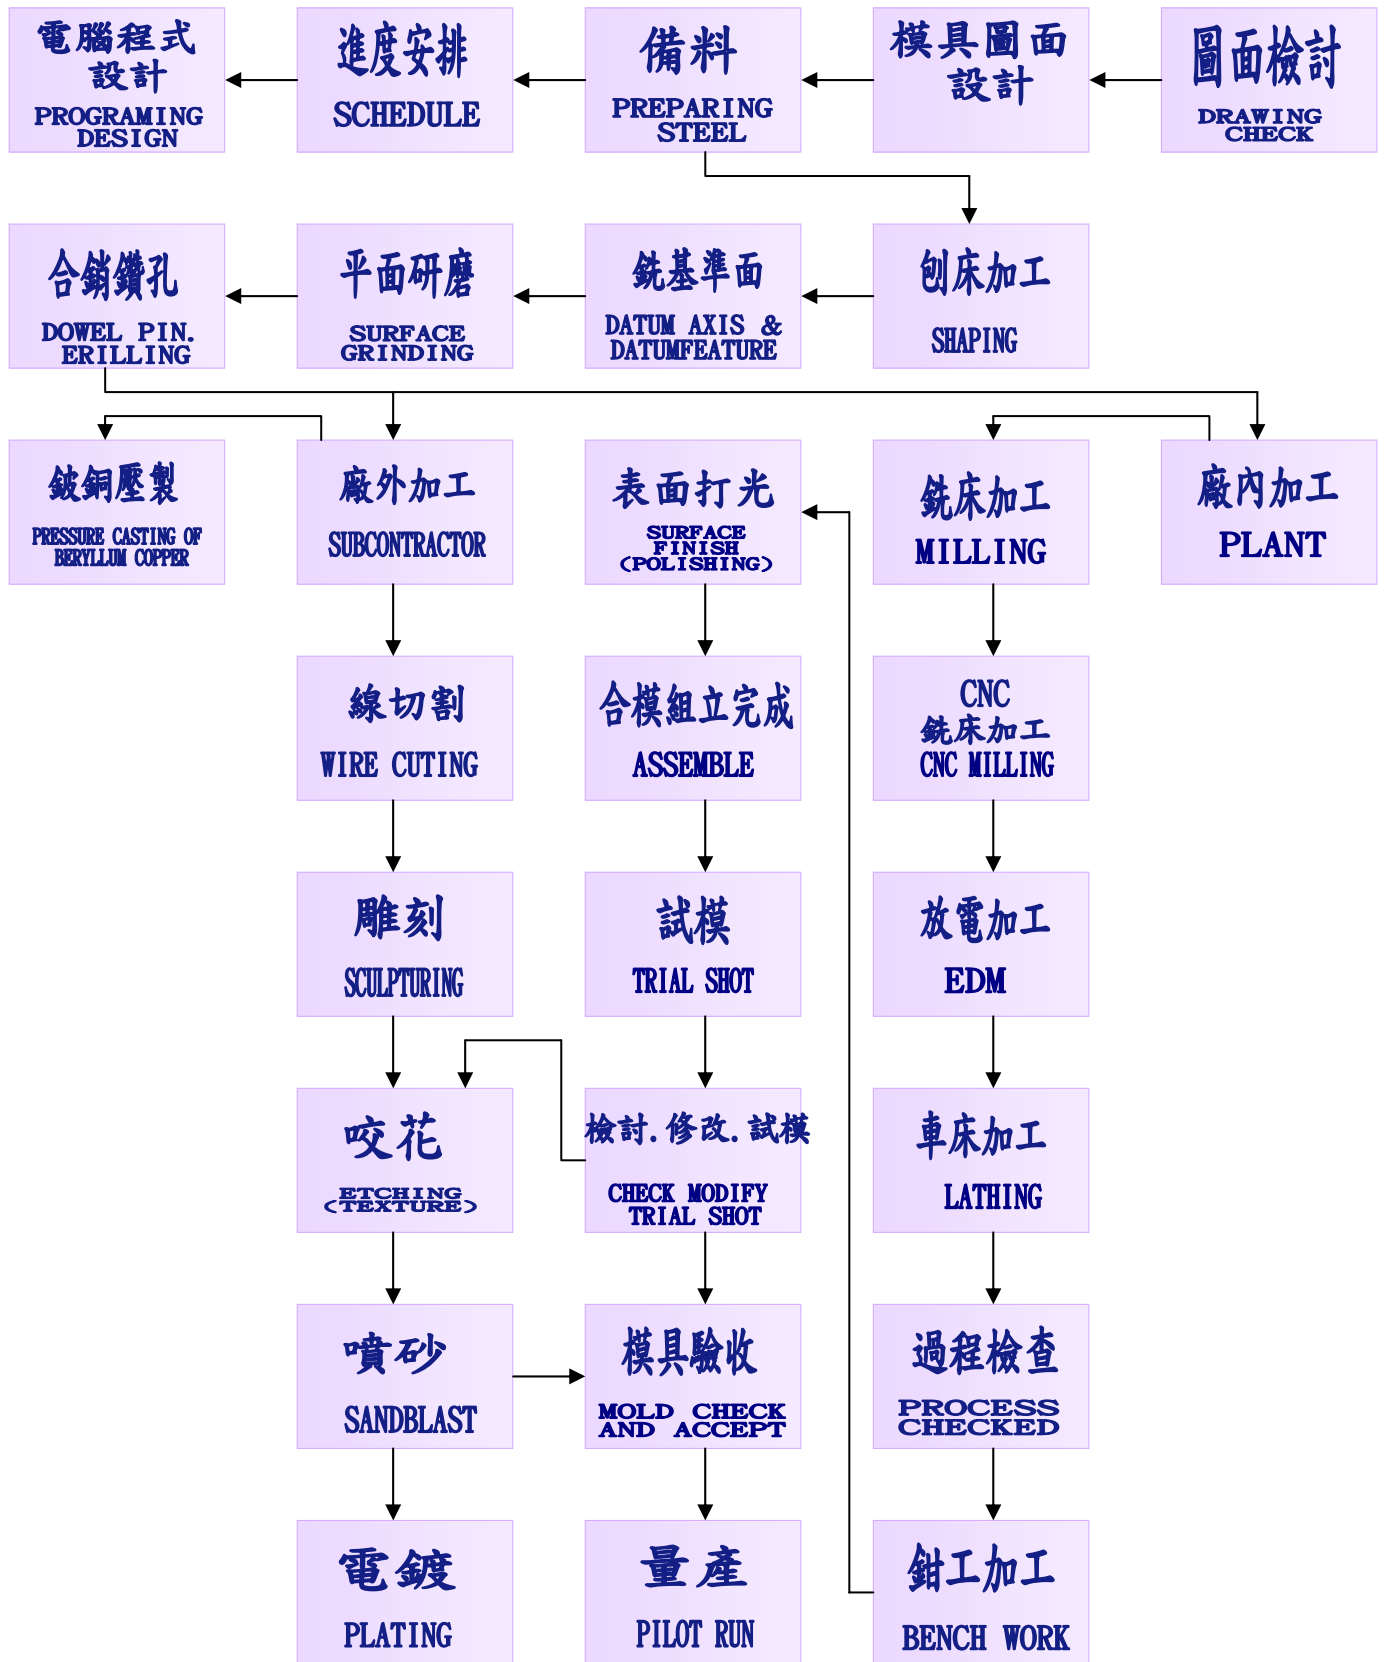 電腦程式
設計
PROGRAMING
DESIGN
進度安排
SCHEDULE
備料
PREPARING
STEEL
模具圖面
設計
圖面檢討
DRAWING
CHECK
合銷鑽孔
DOWEL PIN.
ERILLING
平面研磨
SURFACE
GRINDING
銑基準面
DATUM AXIS &
DATUMFEATURE
刨床加工
SHAPING
鈹銅壓製
PRESSURE CASTING OF
BERYLLUM COPPER
廠外加工
SUBCONTRACTOR
表面打光
SURFACE
FINISH
(POLISHING)
銑床加工
MILLING
廠內加工
PLANT
線切割
WIRE CUTING
合模組立完成
ASSEMBLE
CNC
銑床加工
CNC MILLING
雕刻
SCULPTURING
試模
TRIAL SHOT
放電加工
EDM
咬花
ETCHING
(TEXTURE)
檢討.修改.試模
CHECK MODIFY
TRIAL SHOT
車床加工
LATHING
噴砂
SANDBLAST
模具驗收
MOLD CHECK
AND ACCEPT
過程檢查
PROCESS
CHECKED
電鍍
PLATING
量產
PILOT RUN
鉗工加工
BENCH WORK